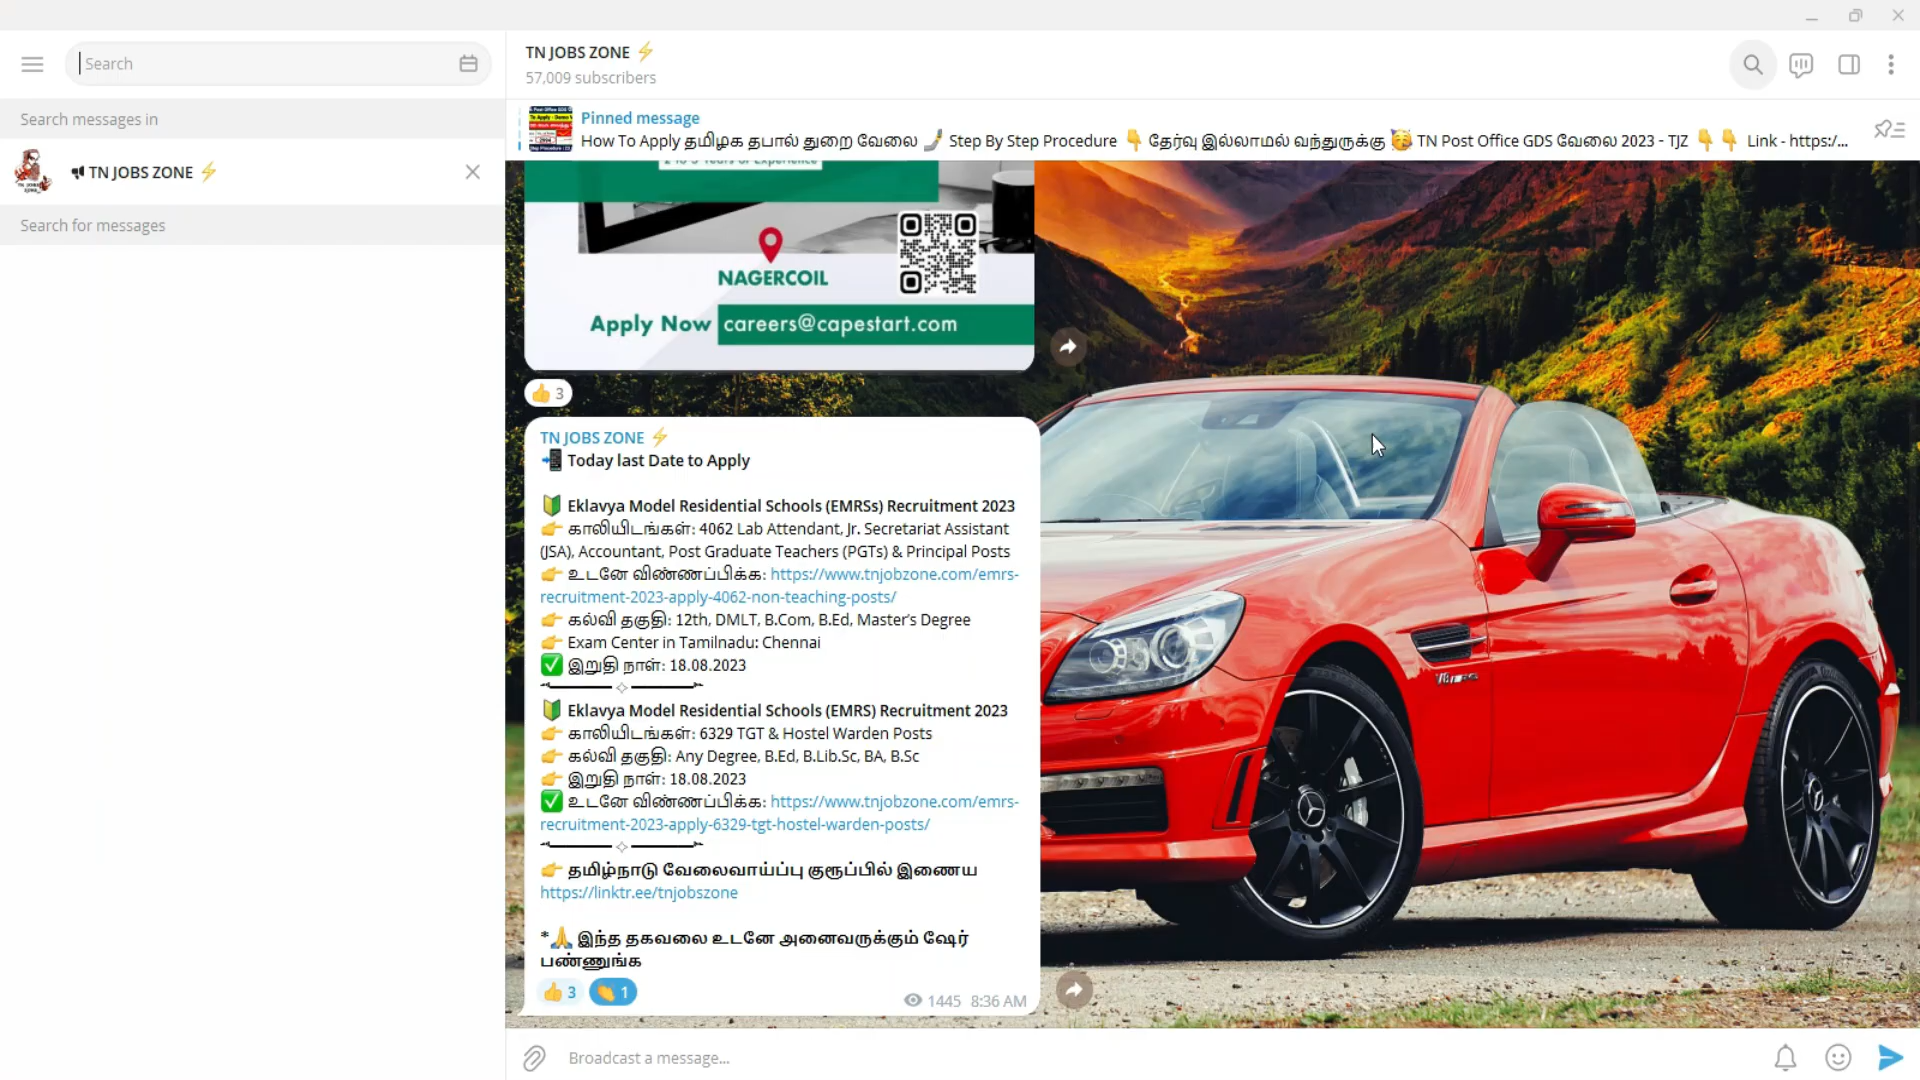 Search
Search messages in
TN JOBS ZONE ⚡
Search for messages
TN JOBS ZONE ⚡
57,009 subscribers
Pinned message
How To Apply தமிழக தபால் துறை வேலை 🤳 Step By Step Procedure 👇 தேர்வு இல்லாமல் வந்துருக்கு 🥳 TN Post Office GDS வேலை 2023 - TJZ 👇 👇 Link - https:/...
NAGERCOIL
Apply Now careers@capestart.com
👍 3
TN JOBS ZONE ⚡
📲 Today last Date to Apply
🔰 Eklavya Model Residential Schools (EMRSs) Recruitment 2023
👉 காலியிடங்கள்: 4062 Lab Attendant, Jr. Secretariat Assistant
(JSA), Accountant, Post Graduate Teachers (PGTs) & Principal Posts
👉 உடனே விண்ணப்பிக்க: https://www.tnjobzone.com/emrs-
recruitment-2023-apply-4062-non-teaching-posts/
👉 கல்வி தகுதி: 12th, DMLT, B.Com, B.Ed, Master's Degree
👉 Exam Center in Tamilnadu: Chennai
✅ இறுதி நாள்: 18.08.2023
🔰 Eklavya Model Residential Schools (EMRS) Recruitment 2023
👉 காலியிடங்கள்: 6329 TGT & Hostel Warden Posts
👉 கல்வி தகுதி: Any Degree, B.Ed, B.Lib.Sc, BA, B.Sc
👉 இறுதி நாள்: 18.08.2023
✅ உடனே விண்ணப்பிக்க: https://www.tnjobzone.com/emrs-
recruitment-2023-apply-6329-tgt-hostel-warden-posts/
👉 தமிழ்நாடு வேலைவாய்ப்பு குரூப்பில் இணைய
https://linktr.ee/tnjobszone
*🙏 இந்த தகவலை உடனே அனைவருக்கும் ஷேர்
பண்ணுங்க
👍 3 👏 1 1445 8:36 AM
Broadcast a message...